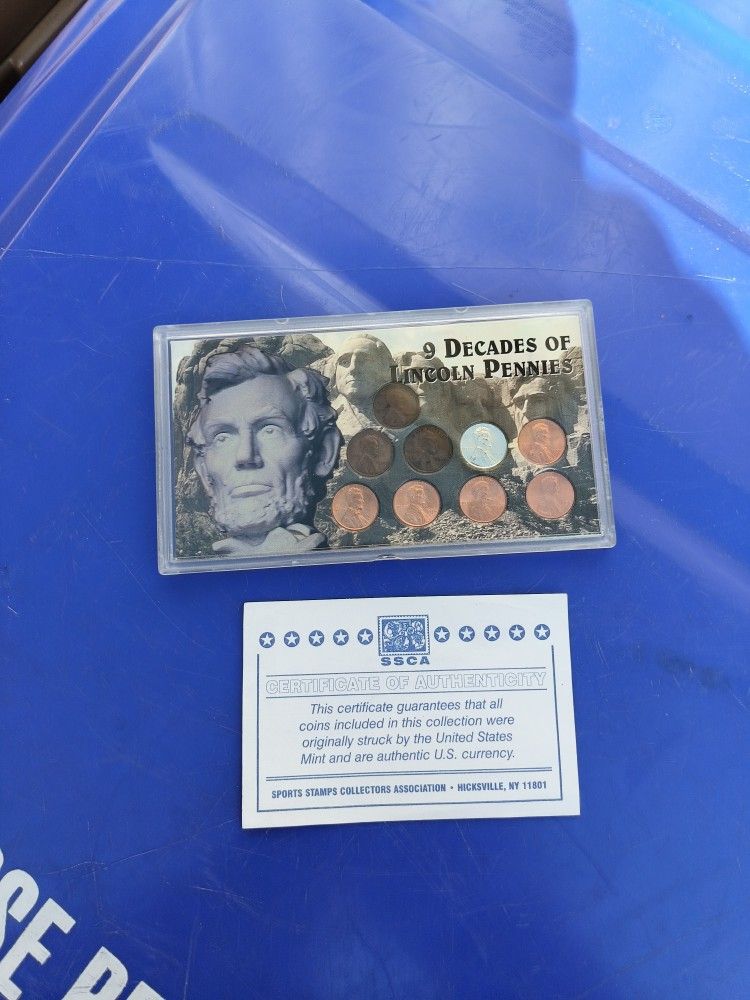 9 DECADES OF
LINCOLN PENNIES
SSCA
CERTIFICATE OF AUTHENTICITY
This certificate guarantees that all
coins included in this collection were
originally struck by the United States
Mint and are authentic U.S. currency.
SPORTS STAMPS COLLECTORS ASSOCIATION • HICKSVILLE, NY 11801